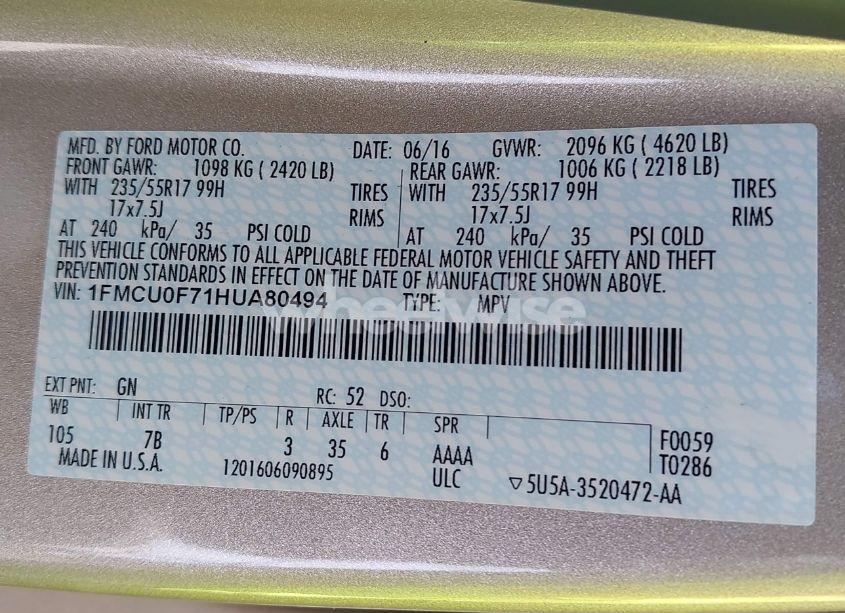 MFD. BY FORD MOTOR CO. DATE: 06/16 GVWR: 2096 KG ( 4620 LB)
FRONT GAWR: 1098 KG ( 2420 LB) REAR GAWR: 1006 KG ( 2218 LB)
WITH 235/55R17 99H TIRES WITH 235/55R17 99H TIRES
17x7.5J RIMS 17x7.5J RIMS
AT 240 kPa/ 35 PSI COLD AT 240 kPa/ 35 PSI COLD
THIS VEHICLE CONFORMS TO ALL APPLICABLE FEDERAL MOTOR VEHICLE SAFETY AND THEFT
PREVENTION STANDARDS IN EFFECT ON THE DATE OF MANUFACTURE SHOWN ABOVE.
VIN: 1FMCU0F71HUA80494 TYPE: MPV
wheelwise
EXT PNT: GN RC: 52 DSO:
WB INT TR TP/PS R AXLE TR SPR
105 7B 3 35 6 AAAA F0059
MADE IN U.S.A. 1201606090895 ULC T0286
▽5U5A-3520472-AA